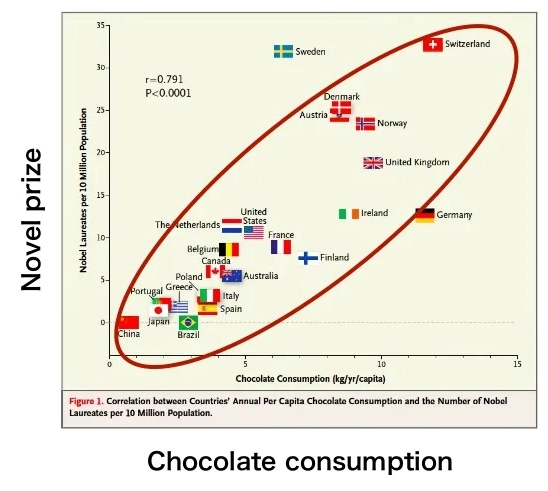 35
Sweden
Switzerland
30
r=0.791
P<0.0001
Denmark
25
Austria
Norway
20
United Kingdom
15
Ireland
Germany
The Netherlands
United
States
10
France
Belgium
Finland
Canada
Australia
5
Poland
Greece
Portugal
Italy
Spain
Japan
0
China
Brazil
0
5
10
15
Nobel Laureates per 10 Million Population
Chocolate Consumption (kg/yr/capita)
Figure 1. Correlation between Countries' Annual Per Capita Chocolate Consumption and the Number of Nobel
Laureates per 10 Million Population.
Novel prize
Chocolate consumption